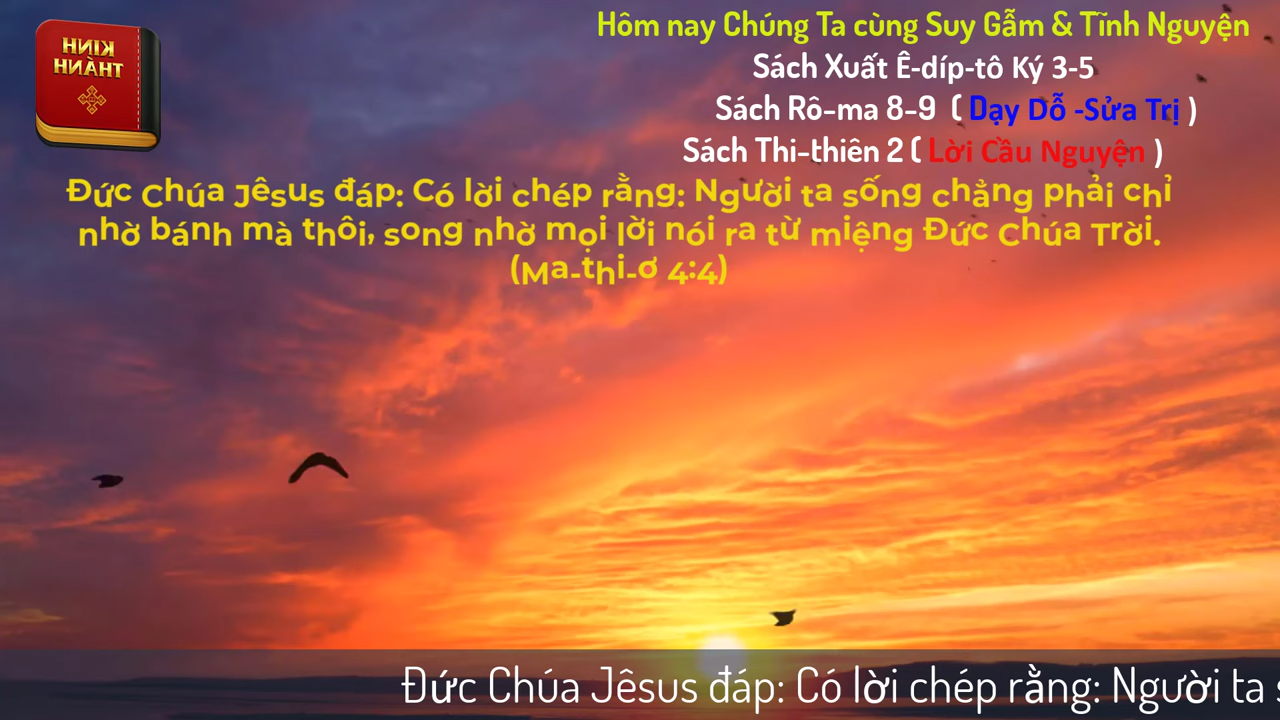 KINH
THÀNH
Hôm nay Chúng Ta cùng Suy Gẫm & Tĩnh Nguyện
Sách Xuất Ê-díp-tô Ký 3-5
Sách Rô-ma 8-9 ( Dạy Dỗ -Sửa Trị )
Sách Thi-thiên 2 ( Lời Cầu Nguyện )
Đức Chúa Jêsus đáp: Có lời chép rằng: Người ta sống chẳng phải chỉ
nhờ bánh mà thôi, song nhờ mọi lời nói ra từ miệng Đức Chúa Trời.
(Ma-thi-ơ 4:4)
Đức Chúa Jêsus đáp: Có lời chép rằng: Người ta